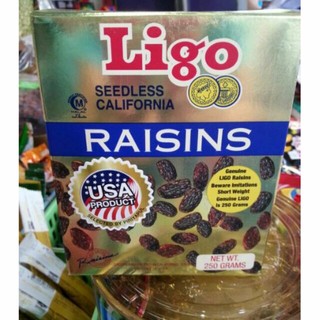 Ligo
SEEDLESS
CALIFORNIA
RAISINS
Genuine
LIGO Raisins
Beware Imitations
Short Weight
Genuine LIGO
Is 250 Grams
USA
PRODUCT
NET WT.
250 GRAMS